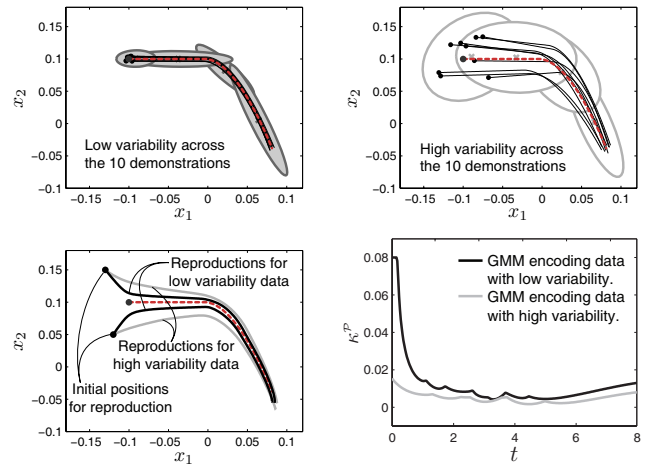 0.2
0.15
0.1
0.05
0
−0.05
−0.1
x₂
Low variability across
the 10 demonstrations
−0.15 −0.1 −0.05 0 0.05 0.1
x₁
0.2
0.15
0.1
0.05
0
−0.05
−0.1
x₂
High variability across
the 10 demonstrations
−0.15 −0.1 −0.05 0 0.05 0.1
x₁
0.2
0.15
0.1
0.05
0
−0.05
0.1
x₂
Reproductions for
low variability data
Reproductions for
high variability data
Initial positions
for reproduction
−0.15 −0.1 −0.05 0 0.05 0.1
x₁
0.08
0.06
0.04
0.02
0
κᴾ
GMM encoding data
with low variability.
GMM encoding data
with high variability.
0 2 4 6 8
t